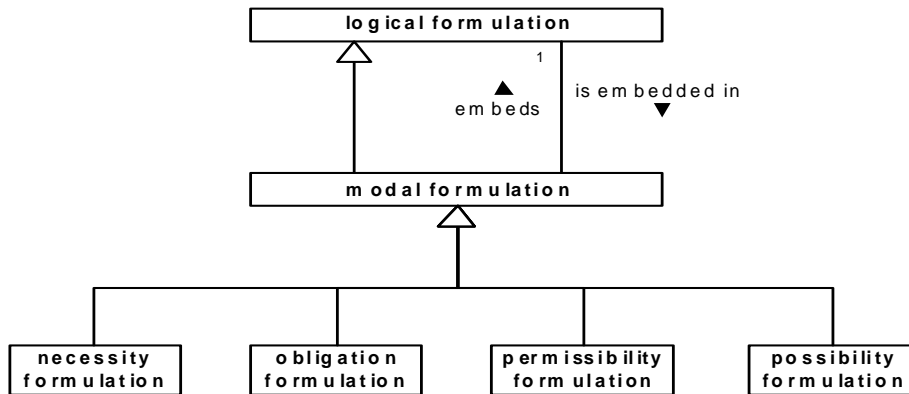 logical formulation
1
embeds
is embedded in
modal formulation
necessity
formulation
obligation
formulation
permissibility
formulation
possibility
formulation